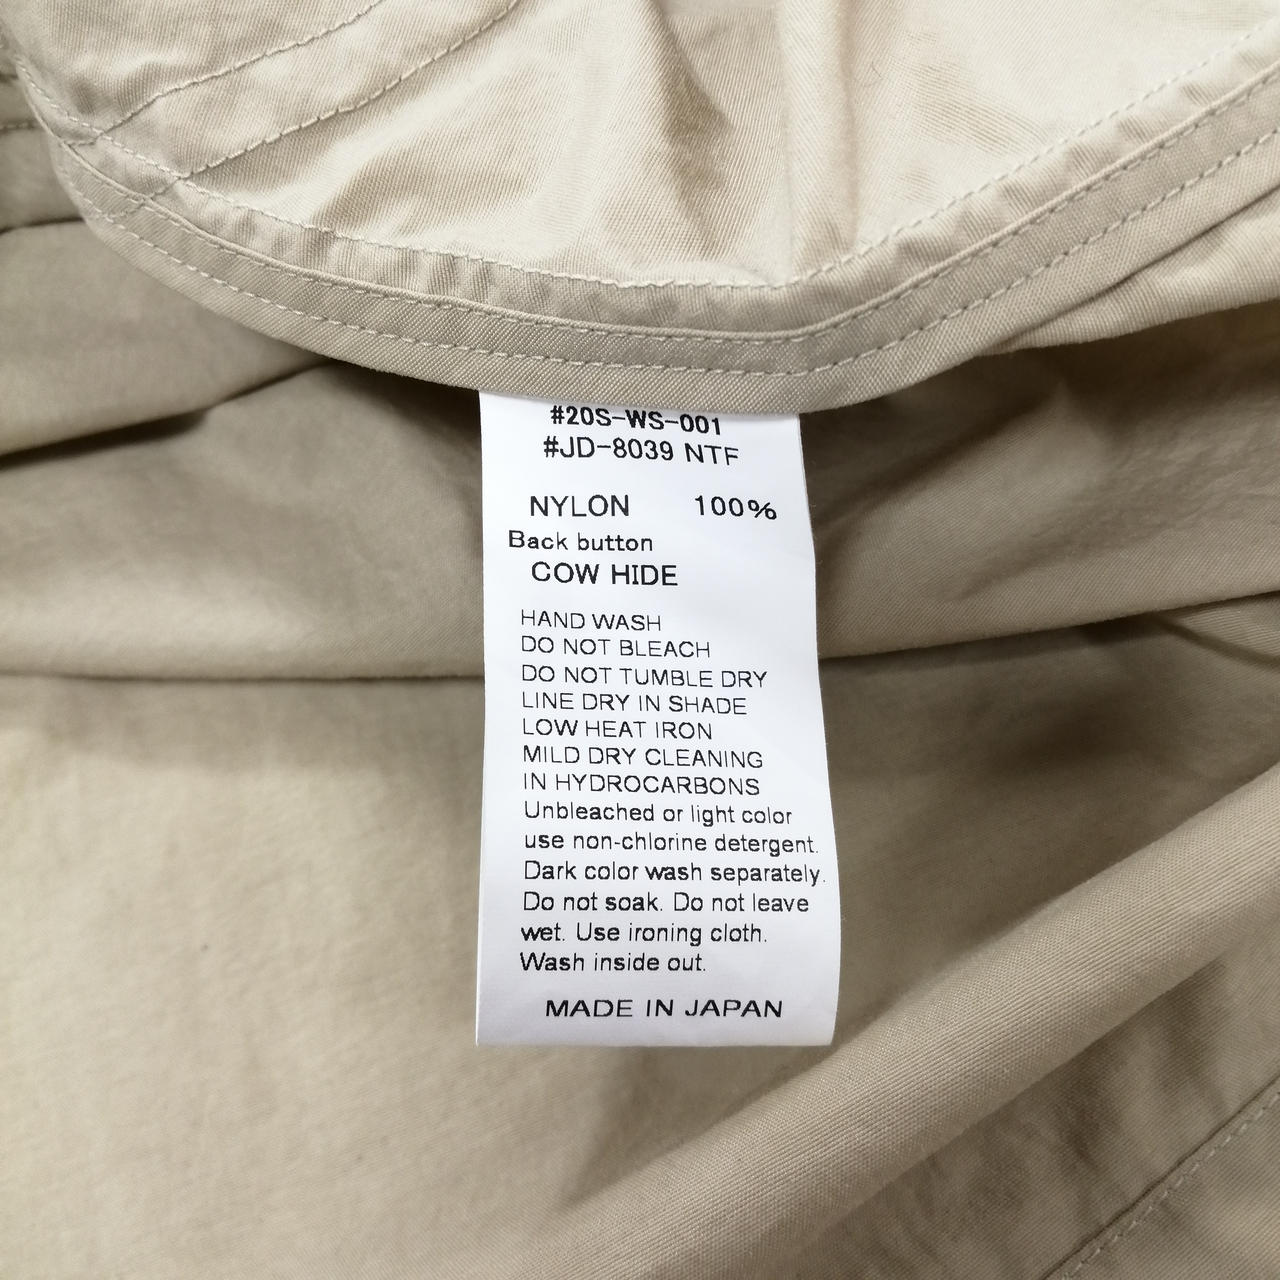 #20S-WS-001
#JD-8039 NTF
NYLON 100%
Back button
COW HIDE
HAND WASH
DO NOT BLEACH
DO NOT TUMBLE DRY
LINE DRY IN SHADE
LOW HEAT IRON
MILD DRY CLEANING
IN HYDROCARBONS
Unbleached or light color
use non-chlorine detergent.
Dark color wash separately.
Do not soak. Do not leave
wet. Use ironing cloth.
Wash inside out.
MADE IN JAPAN